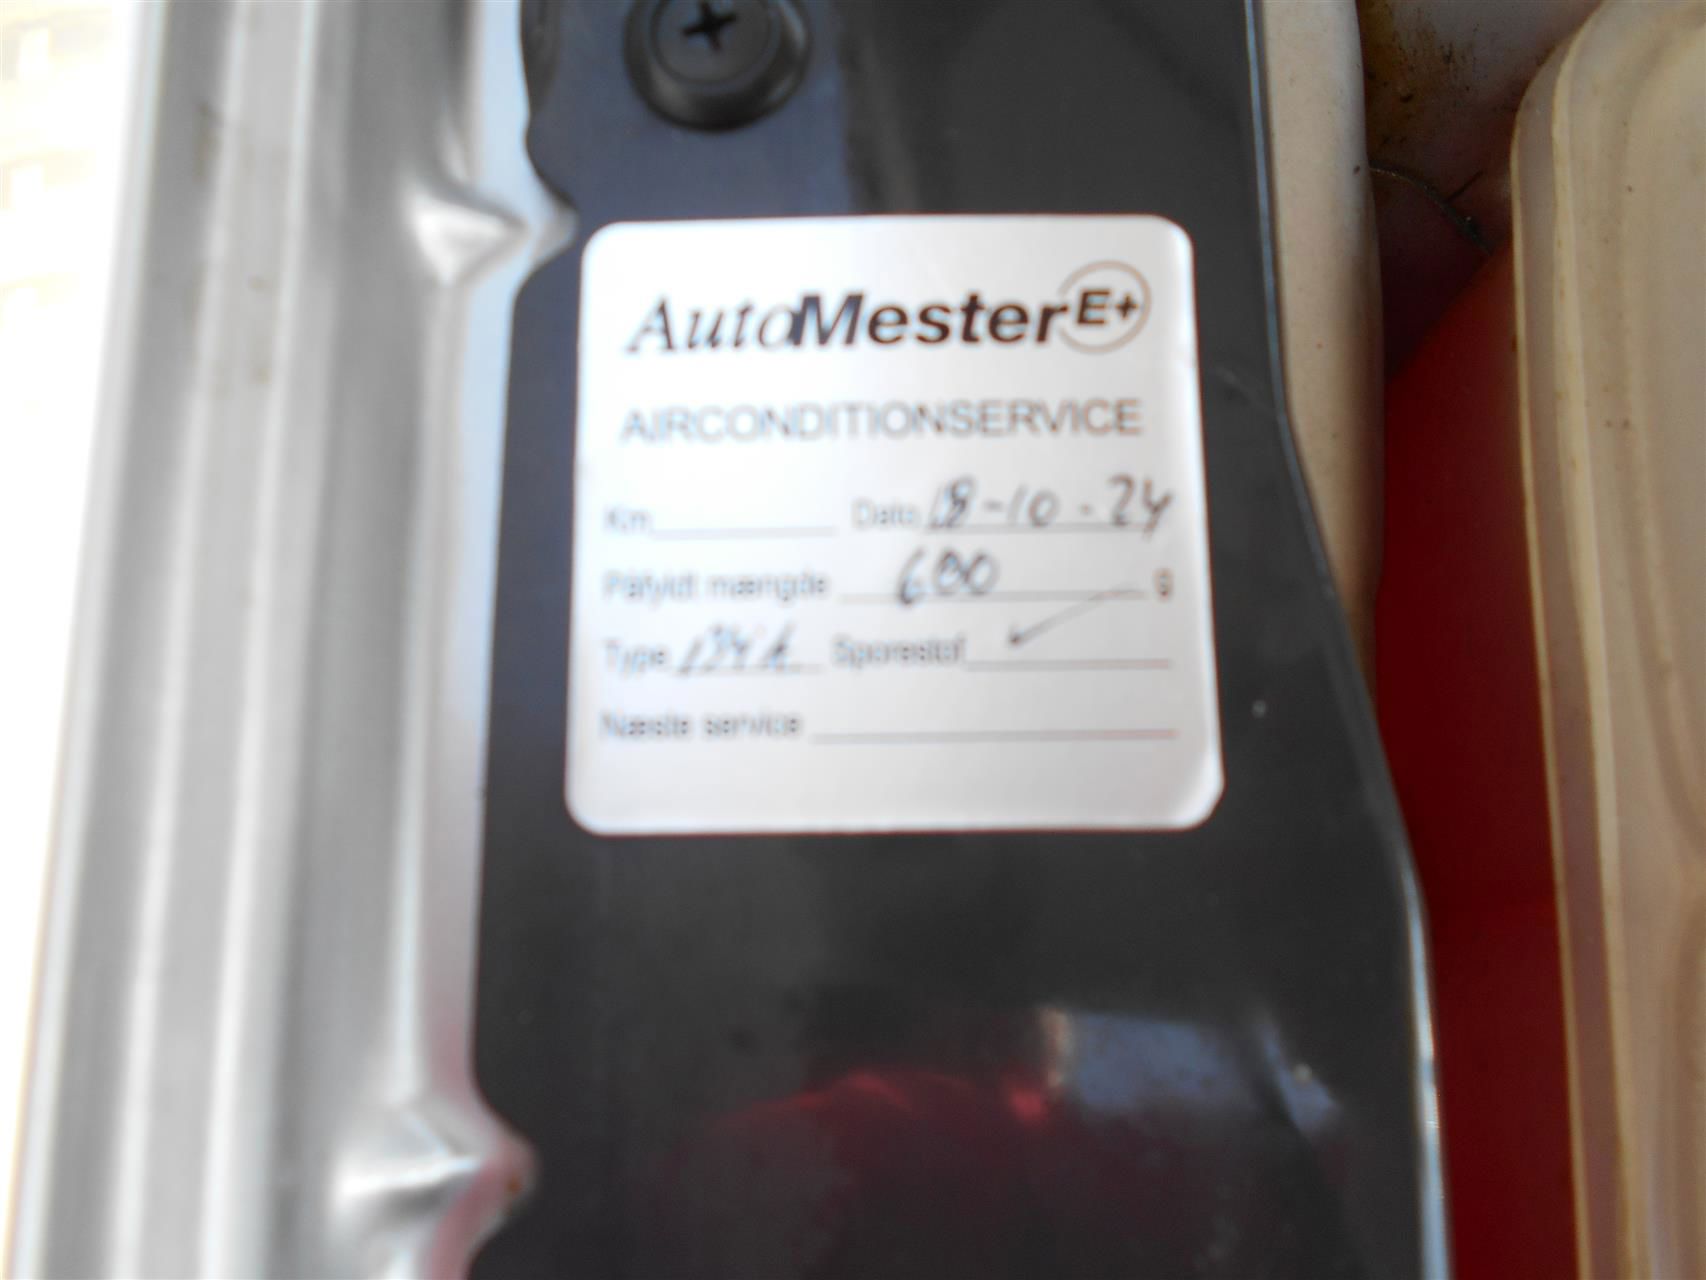 AutoMester E+
AIRCONDITIONSERVICE
Km Dato 18-10-24
Påfyldt mængde 600 g
Type 134A Sporestof ✓
Næste service